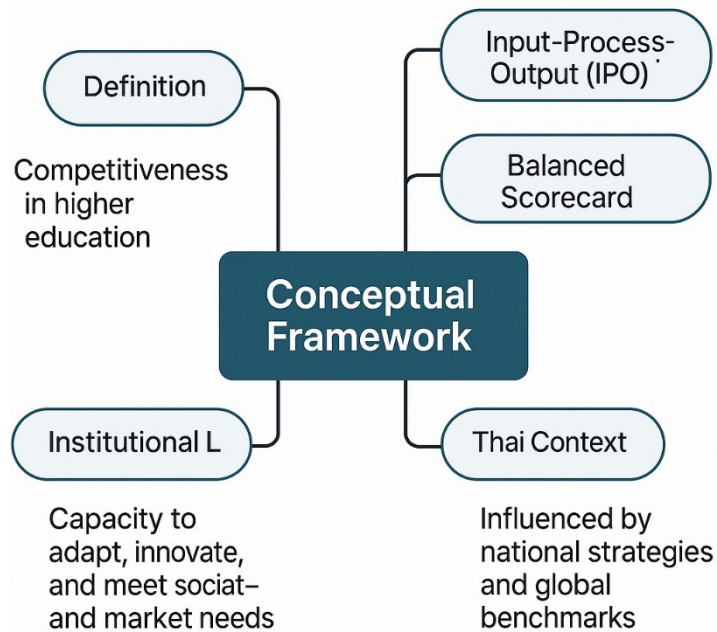 Definition
Competitiveness
in higher
education
Input-Process-
Output (IPO)
Balanced
Scorecard
Conceptual
Framework
Institutional L
Capacity to
adapt, innovate,
and meet sociat–
and market needs
Thai Context
Influenced by
national strategies
and global
benchmarks